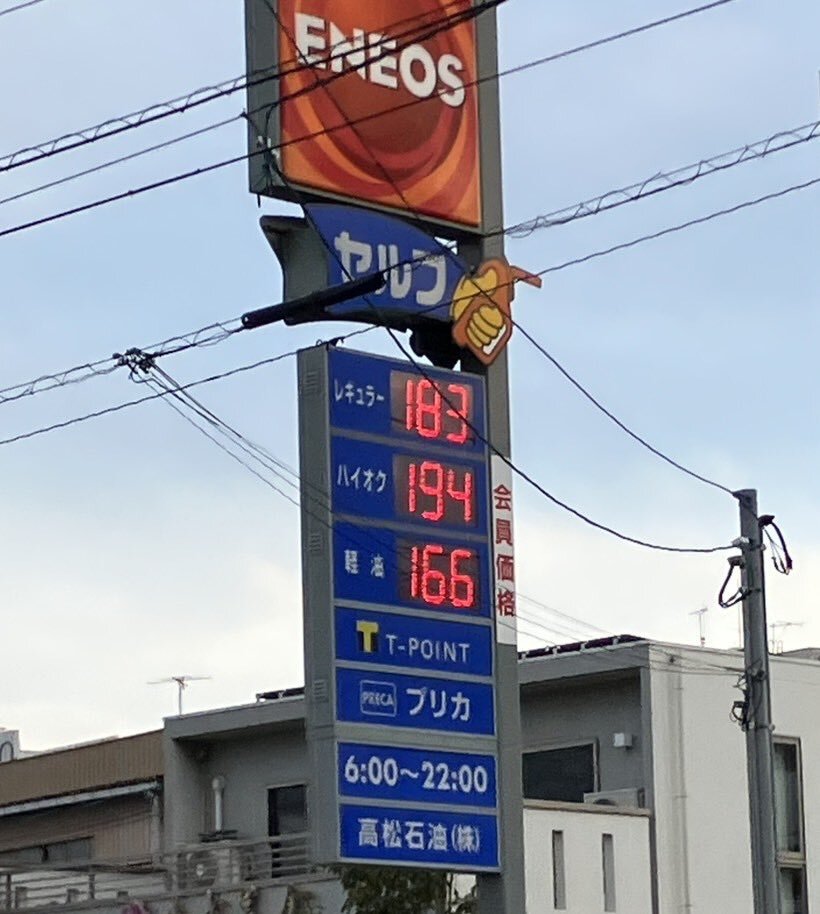 ENEOS
セルフ
レギュラー 183
ハイオク 194
軽油 166
会員価格
T T-POINT
PRECA プリカ
6:00～22:00
高松石油(株)